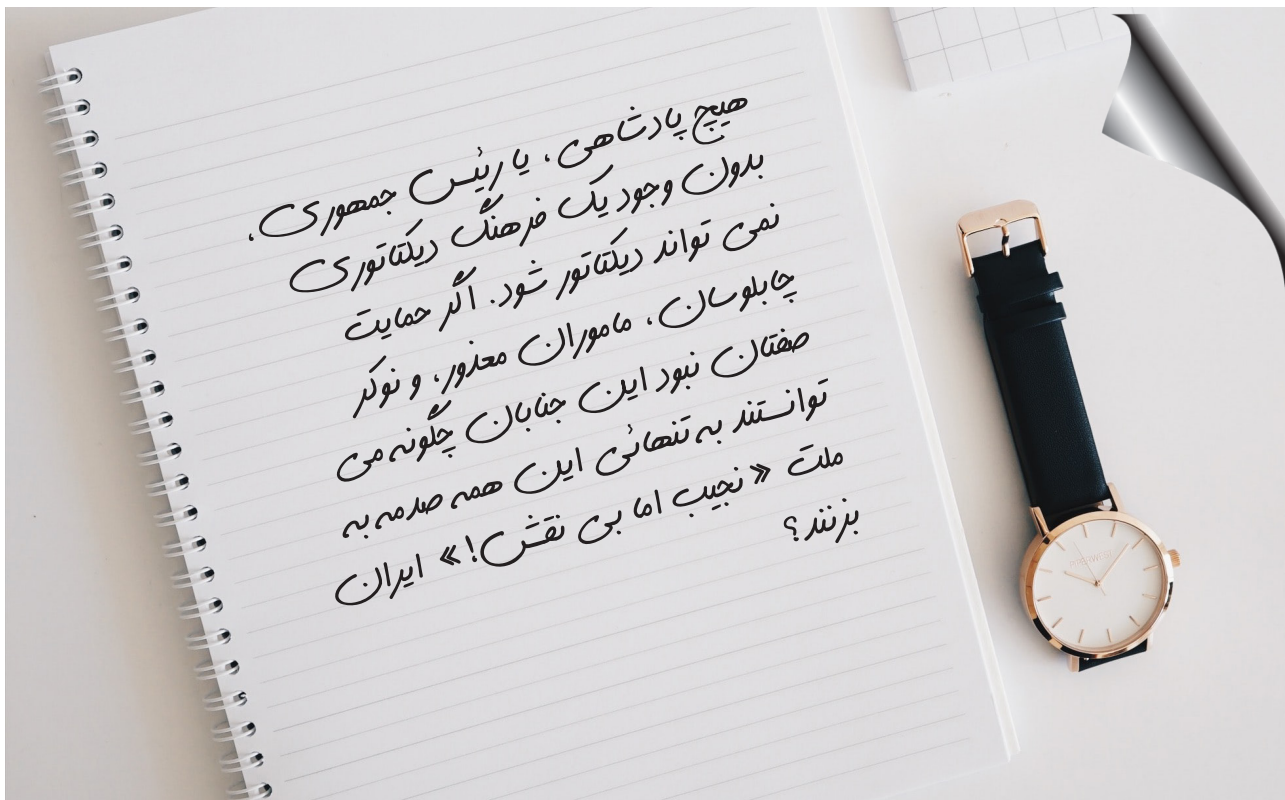 هیچ پادشاهی، یا رئیس جمهوری،
بدون وجود یک فرهنگ دیکتاتوری
نمی تواند دیکتاتور شود. اگر حمایت
چابلوسان، ماموران معذور، و نوکر
صفتان نبود این جنابان چگونه می
توانستند به تنهائی این همه صدمه به
ملت «نجیب اما بی نقش!» ایران
بزنند؟